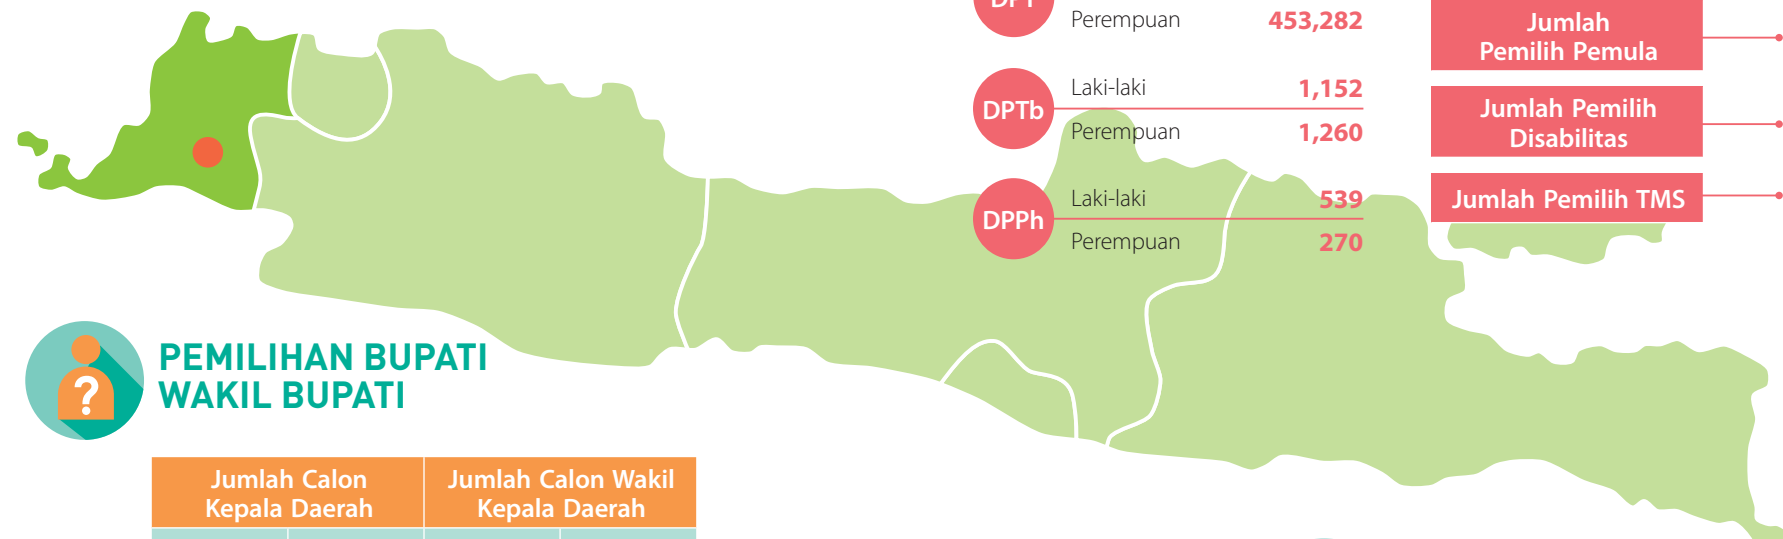 DPT
Perempuan 453,282
DPTb
Laki-laki 1,152
Perempuan 1,260
DPPh
Laki-laki 539
Perempuan 270
Jumlah
Pemilih Pemula
Jumlah Pemilih
Disabilitas
Jumlah Pemilih TMS
?
PEMILIHAN BUPATI
WAKIL BUPATI
Jumlah Calon
Kepala Daerah
Jumlah Calon Wakil
Kepala Daerah